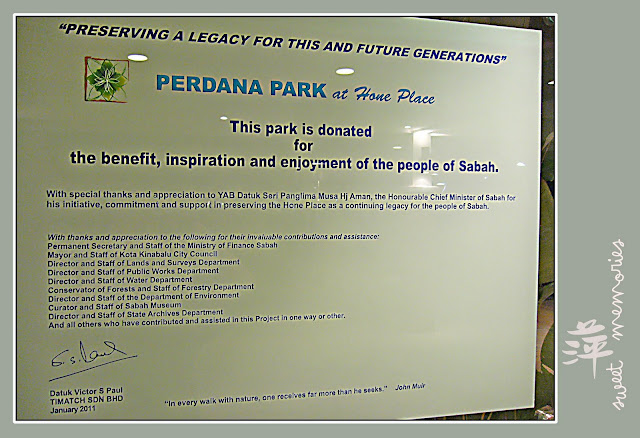 "PRESERVING A LEGACY FOR THIS AND FUTURE GENERATIONS"
PERDANA PARK at Hone Place
This park is donated
for
the benefit, inspiration and enjoyment of the people of Sabah.
With special thanks and appreciation to YAB Datuk Seri Panglima Musa Hj Aman, the Honourable Chief Minister of Sabah for
his initiative, commitment and support in preserving the Hone Place as a continuing legacy for the people of Sabah.
With thanks and appreciation to the following for their invaluable contributions and assistance:
Permanent Secretary and Staff of the Ministry of Finance Sabah
Mayor and Staff of Kota Kinabalu City Council
Director and Staff of Lands and Surveys Department
Director and Staff of Public Works Department
Director and Staff of Water Department
Conservator of Forests and Staff of Forestry Department
Director and Staff of the Department of Environment
Curator and Staff of Sabah Museum
Director and Staff of State Archives Department
And all others who have contributed and assisted in this Project in one way or other.
G.S. Paul
Datuk Victor S Paul
TIMATCH SDN BHD
January 2011
"In every walk with nature, one receives far more than he seeks." John Muir
萍
sweet memories